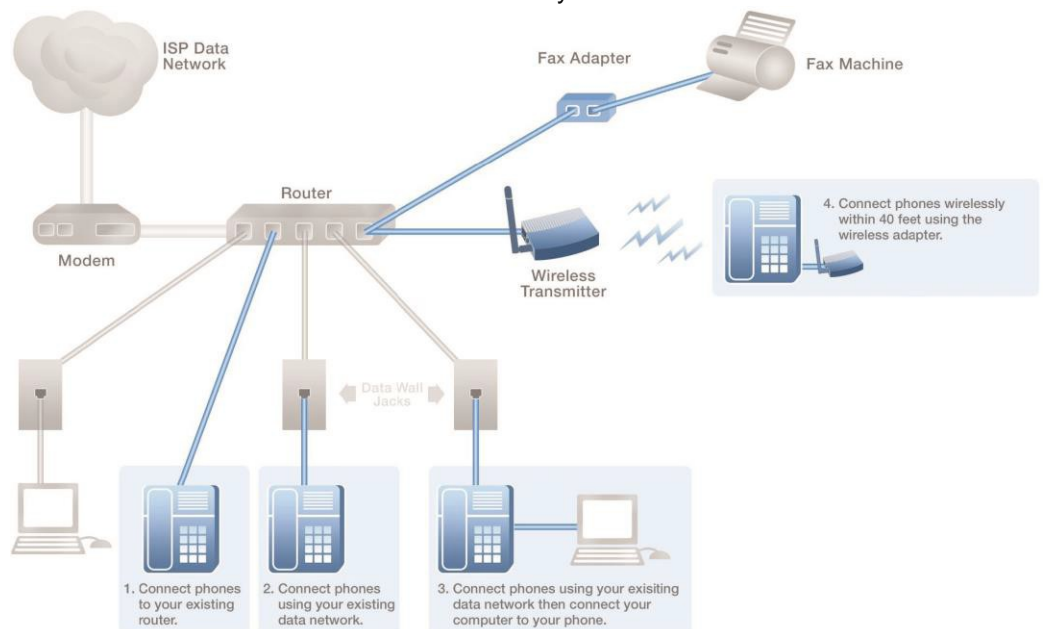 ISP Data
Network
Fax Adapter
Fax Machine
Router
Modem
Wireless
Transmitter
4. Connect phones wirelessly
within 40 feet using the
wireless adapter.
Data Wall
Jacks
1. Connect phones
to your existing
router.
2. Connect phones
using your existing
data network.
3. Connect phones using your exisiting
data network then connect your
computer to your phone.